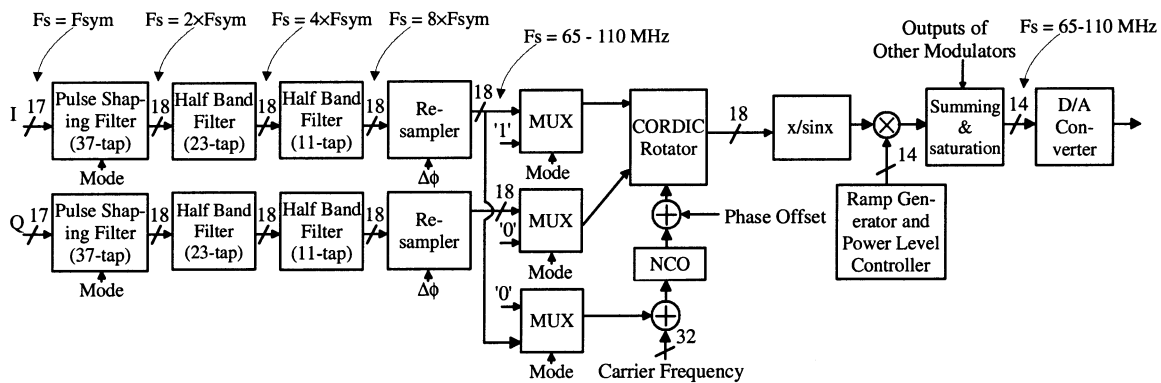 Fs = Fsym
Fs = 2×Fsym
Fs = 4×Fsym
Fs = 8×Fsym
Fs = 65 - 110 MHz
Outputs of
Other Modulators
Fs = 65-110 MHz
I
17
Pulse Shap-
ing Filter
(37-tap)
Mode
18
Half Band
Filter
(23-tap)
18
Half Band
Filter
(11-tap)
18
Re-
sampler
Δϕ
18
'1'
MUX
Mode
CORDIC
Rotator
18
x/sinx
14
Summing
&
saturation
14
D/A
Con-
verter
Q
17
Pulse Shap-
ing Filter
(37-tap)
Mode
18
Half Band
Filter
(23-tap)
18
Half Band
Filter
(11-tap)
18
Re-
sampler
Δϕ
18
'0'
MUX
Mode
Phase Offset
NCO
Ramp Gen-
erator and
Power Level
Controller
'0'
MUX
Mode
32
Carrier Frequency